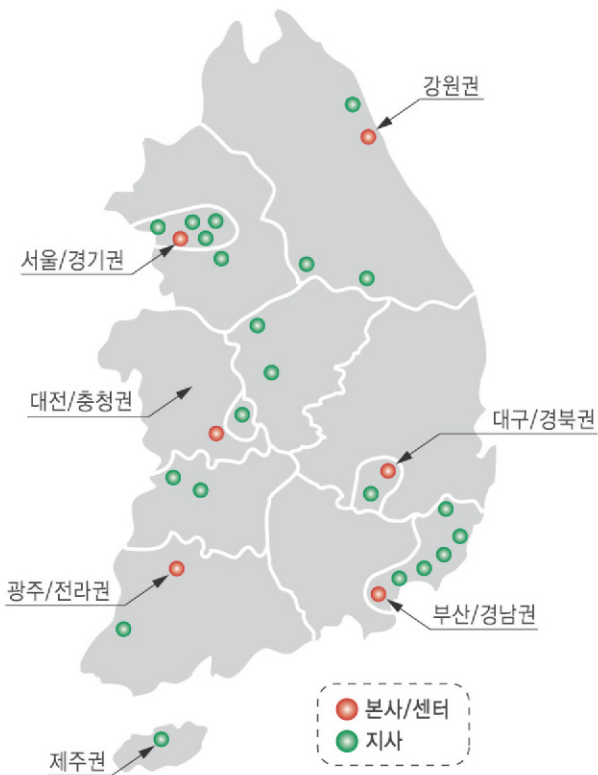 강원권
서울/경기권
대전/충청권
대구/경북권
광주/전라권
부산/경남권
제주권
본사/센터
지사